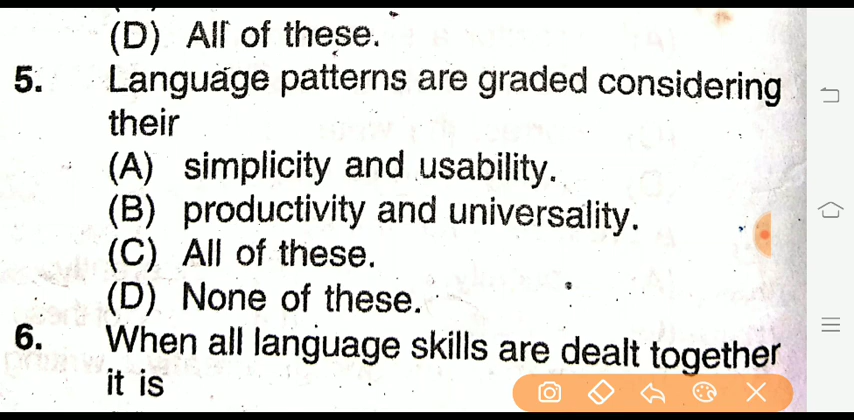 (D) All of these.
5. Language patterns are graded considering
their
(A) simplicity and usability.
(B) productivity and universality.
(C) All of these.
(D) None of these.
6. When all language skills are dealt together
it is